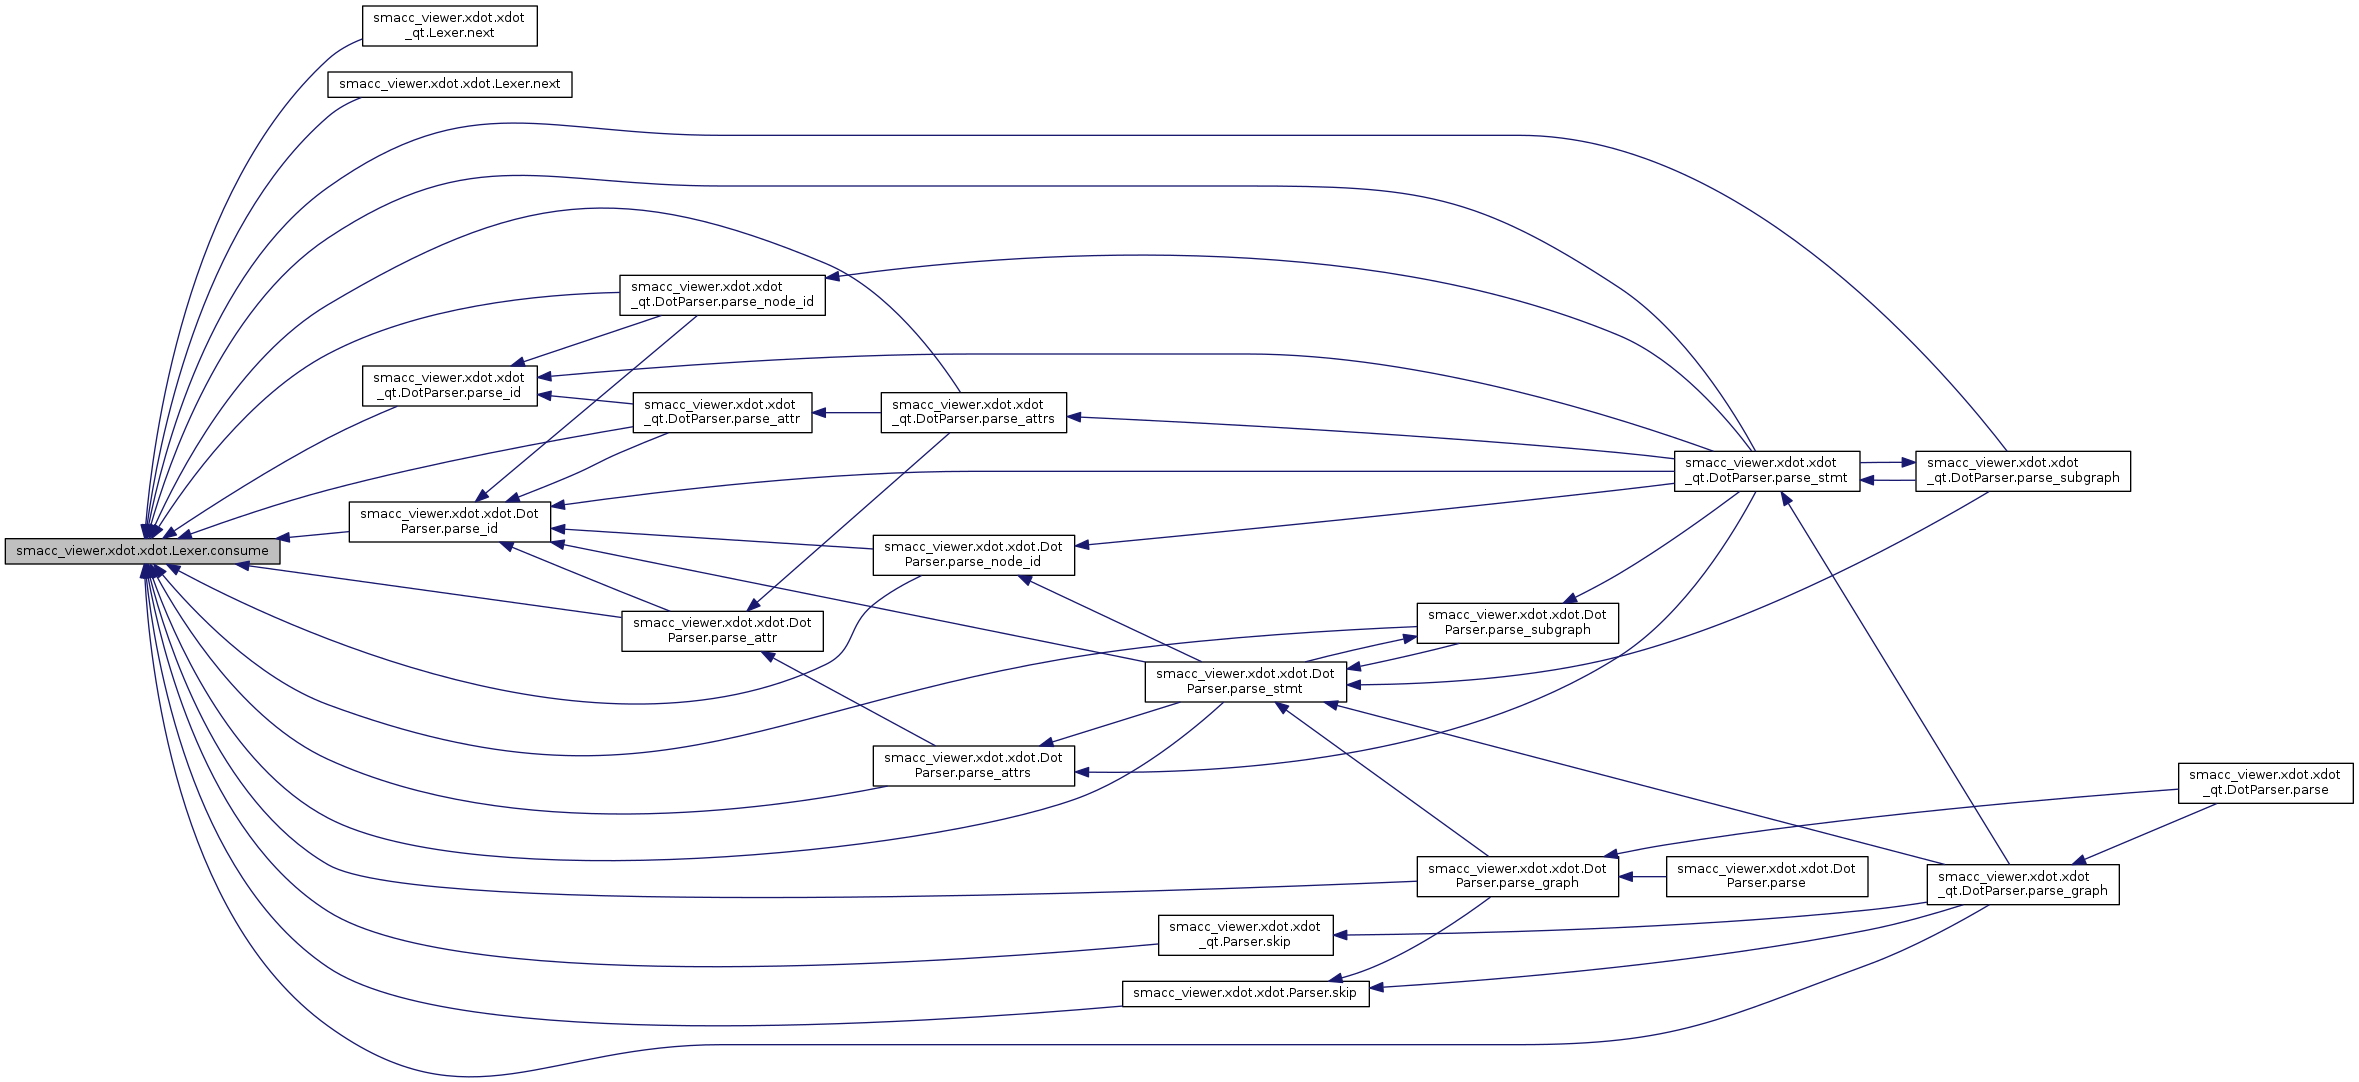 smacc_viewer.xdot.xdot
_qt.Lexer.next
smacc_viewer.xdot.xdot.Lexer.next
smacc_viewer.xdot.xdot
_qt.DotParser.parse_node_id
smacc_viewer.xdot.xdot
_qt.DotParser.parse_id
smacc_viewer.xdot.xdot
_qt.DotParser.parse_attr
smacc_viewer.xdot.xdot
_qt.DotParser.parse_attrs
smacc_viewer.xdot.xdot
_qt.DotParser.parse_stmt
smacc_viewer.xdot.xdot
_qt.DotParser.parse_subgraph
smacc_viewer.xdot.xdot.Dot
Parser.parse_id
smacc_viewer.xdot.xdot.Lexer.consume
smacc_viewer.xdot.xdot.Dot
Parser.parse_node_id
smacc_viewer.xdot.xdot.Dot
Parser.parse_attr
smacc_viewer.xdot.xdot.Dot
Parser.parse_subgraph
smacc_viewer.xdot.xdot.Dot
Parser.parse_stmt
smacc_viewer.xdot.xdot.Dot
Parser.parse_attrs
smacc_viewer.xdot.xdot
_qt.DotParser.parse
smacc_viewer.xdot.xdot.Dot
Parser.parse_graph
smacc_viewer.xdot.xdot.Dot
Parser.parse
smacc_viewer.xdot.xdot
_qt.DotParser.parse_graph
smacc_viewer.xdot.xdot
_qt.Parser.skip
smacc_viewer.xdot.xdot.Parser.skip